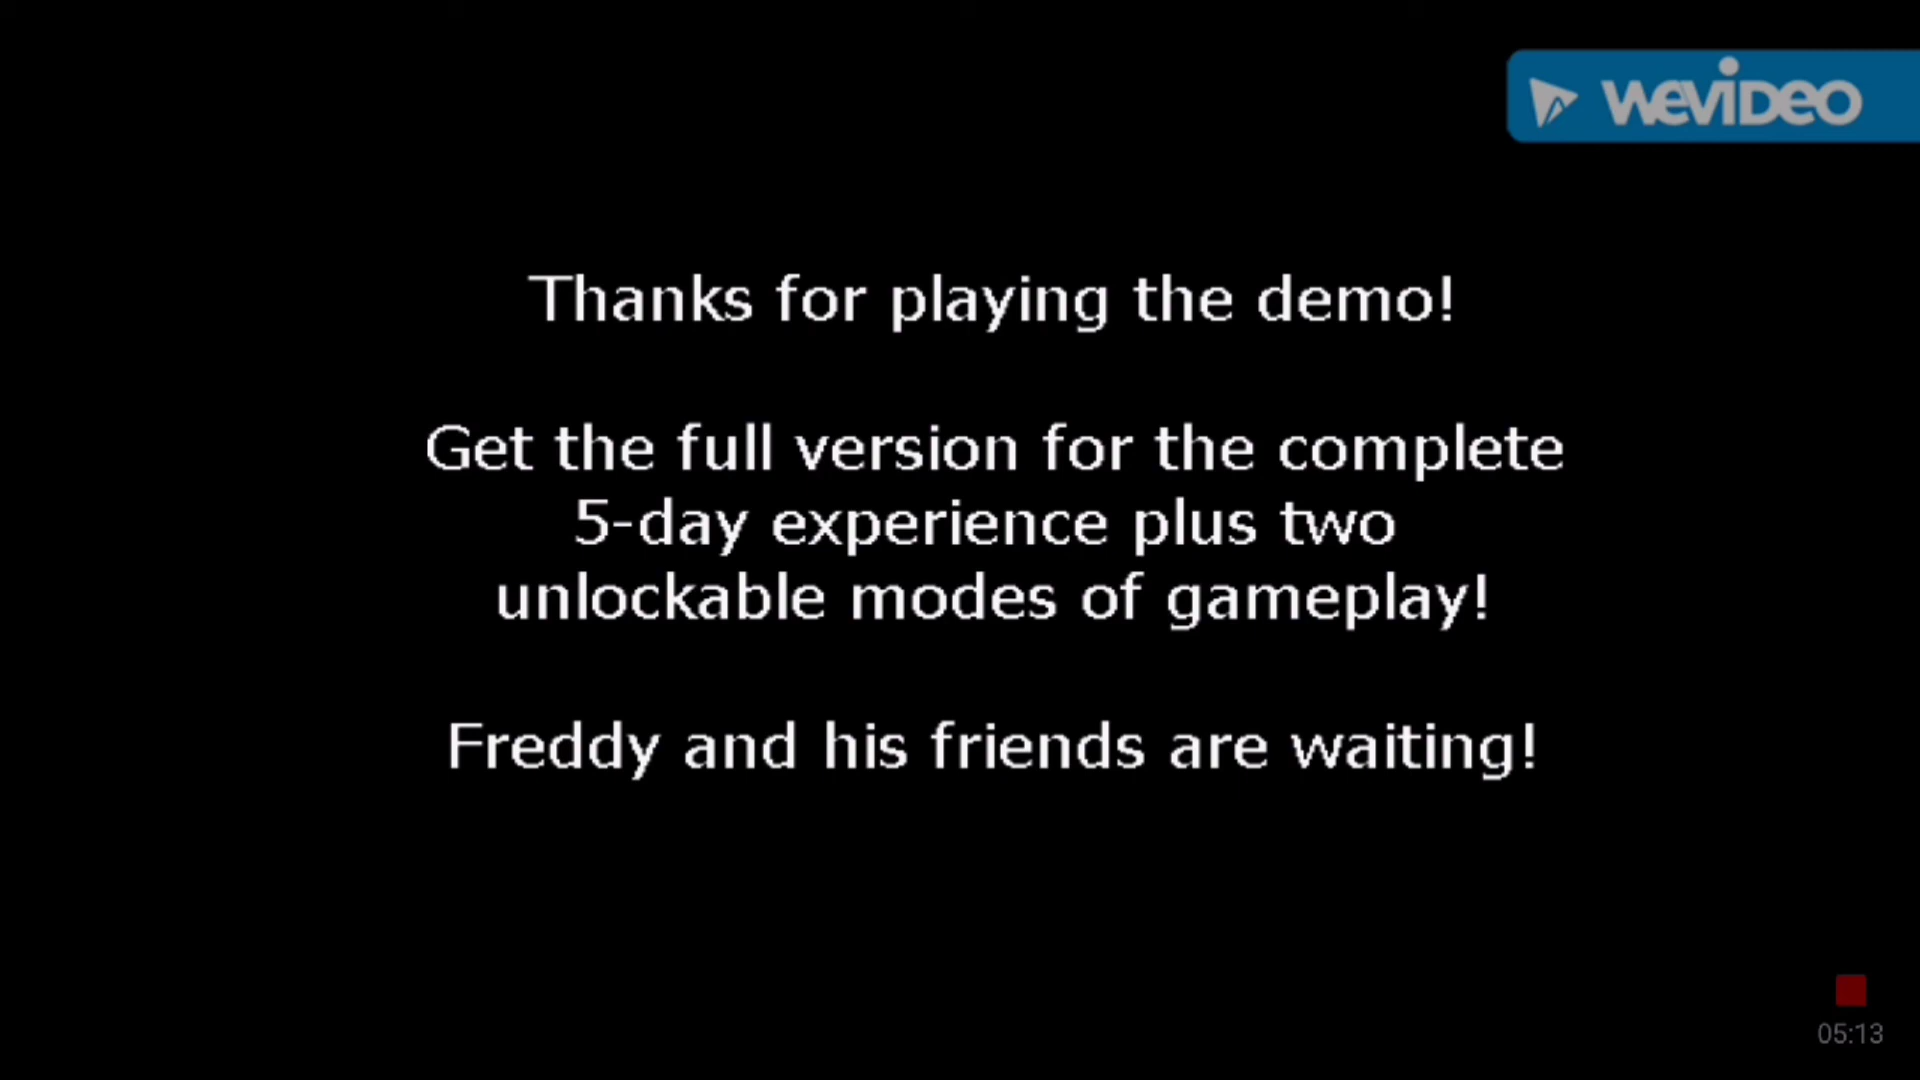 WeVideo
Thanks for playing the demo!
Get the full version for the complete
5-day experience plus two
unlockable modes of gameplay!
Freddy and his friends are waiting!
05:13